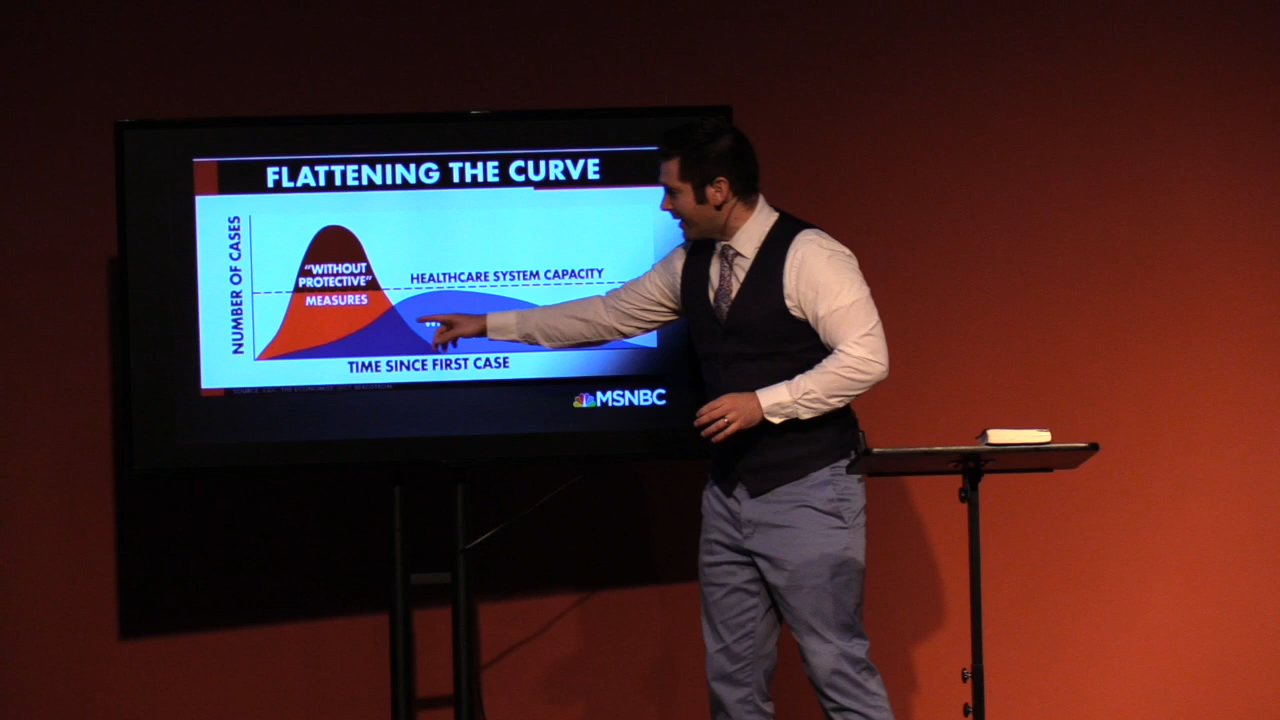 FLATTENING THE CURVE
NUMBER OF CASES
"WITHOUT
PROTECTIVE"
MEASURES
HEALTHCARE SYSTEM CAPACITY
TIME SINCE FIRST CASE
MSNBC